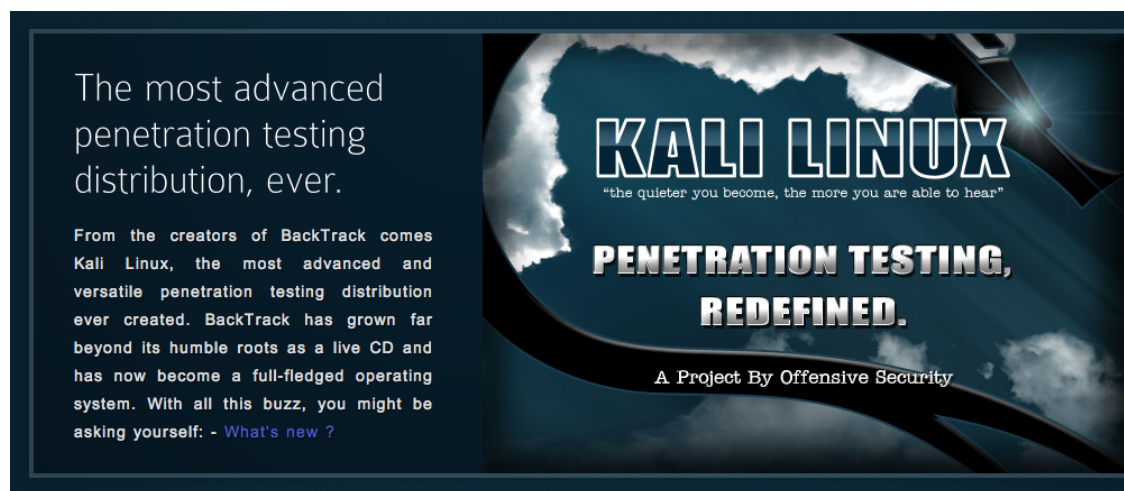 The most advanced
penetration testing
distribution, ever.
From the creators of BackTrack comes
Kali Linux, the most advanced and
versatile penetration testing distribution
ever created. BackTrack has grown far
beyond its humble roots as a live CD and
has now become a full-fledged operating
system. With all this buzz, you might be
asking yourself: - What's new ?
KALI LINUX
“the quieter you become, the more you are able to hear”
PENETRATION TESTING,
REDEFINED.
A Project By Offensive Security